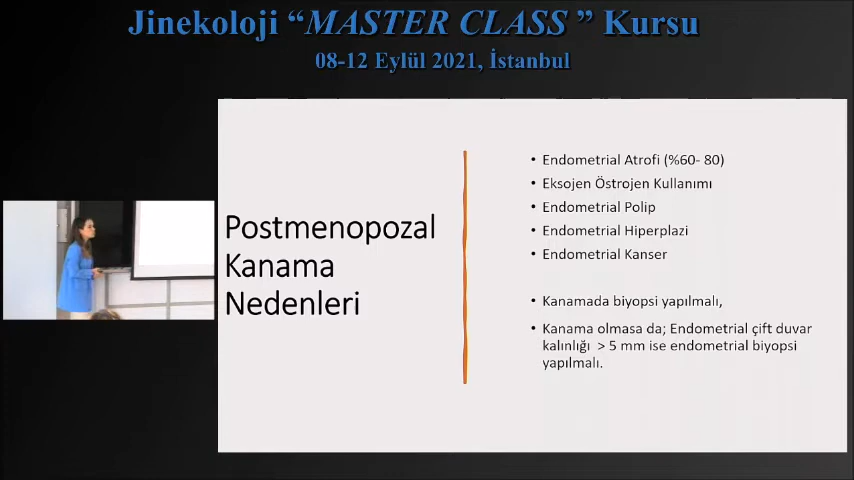 Jinekoloji “MASTER CLASS ” Kursu
08-12 Eylül 2021, İstanbul
Postmenopozal
Kanama
Nedenleri
• Endometrial Atrofi (%60- 80)
• Eksojen Östrojen Kullanımı
• Endometrial Polip
• Endometrial Hiperplazi
• Endometrial Kanser
• Kanamada biyopsi yapılmalı,
• Kanama olmasa da; Endometrial çift duvar
kalınlığı > 5 mm ise endometrial biyopsi
yapılmalı.